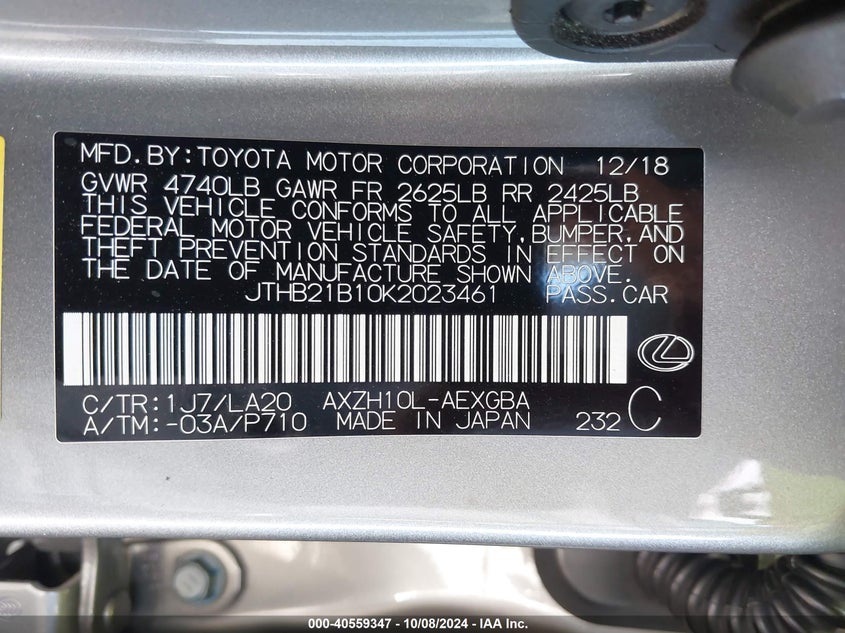 MFD.BY:TOYOTA MOTOR CORPORATION 12/18
GVWR 4740LB GAWR FR 2625LB RR 2425LB
THIS VEHICLE CONFORMS TO ALL APPLICABLE
FEDERAL MOTOR VEHICLE SAFETY,BUMPER,AND
THEFT PREVENTION STANDARDS IN EFFECT ON
THE DATE OF MANUFACTURE SHOWN ABOVE.
JTHB21B10K2023461 PASS.CAR
C/TR:1J7/LA20 AXZH10L-AEXGBA
A/TM:-03A/P710 MADE IN JAPAN 232 C
000-40559347 - 10/08/2024 - IAA Inc.